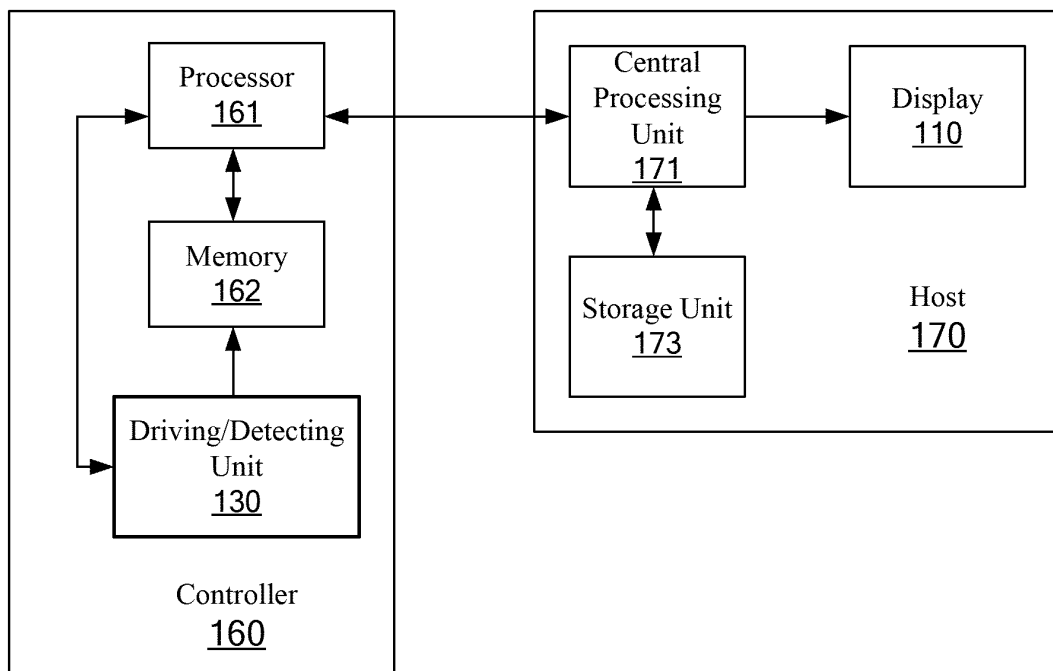 Processor
161
Memory
162
Driving/Detecting
Unit
130
Controller
160
Central
Processing
Unit
171
Display
110
Storage Unit
173
Host
170